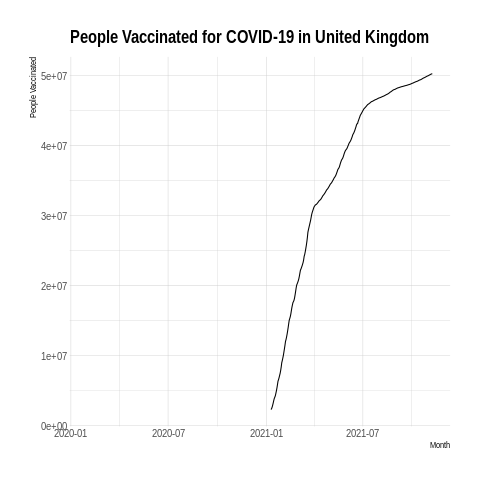 People Vaccinated for COVID-19 in United Kingdom
People Vaccinated
5e+07
4e+07
3e+07
2e+07
1e+07
0e+00
2020-01 2020-07 2021-01 2021-07
Month